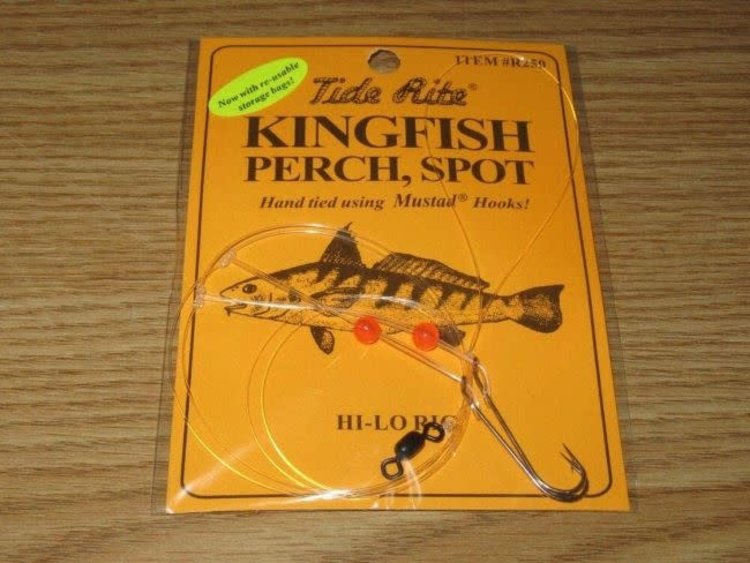 ITEM #R250
Now with re-usable
storage bags!
Tide Rite®
KINGFISH
PERCH, SPOT
Hand tied using Mustad® Hooks!
HI-LO RIG